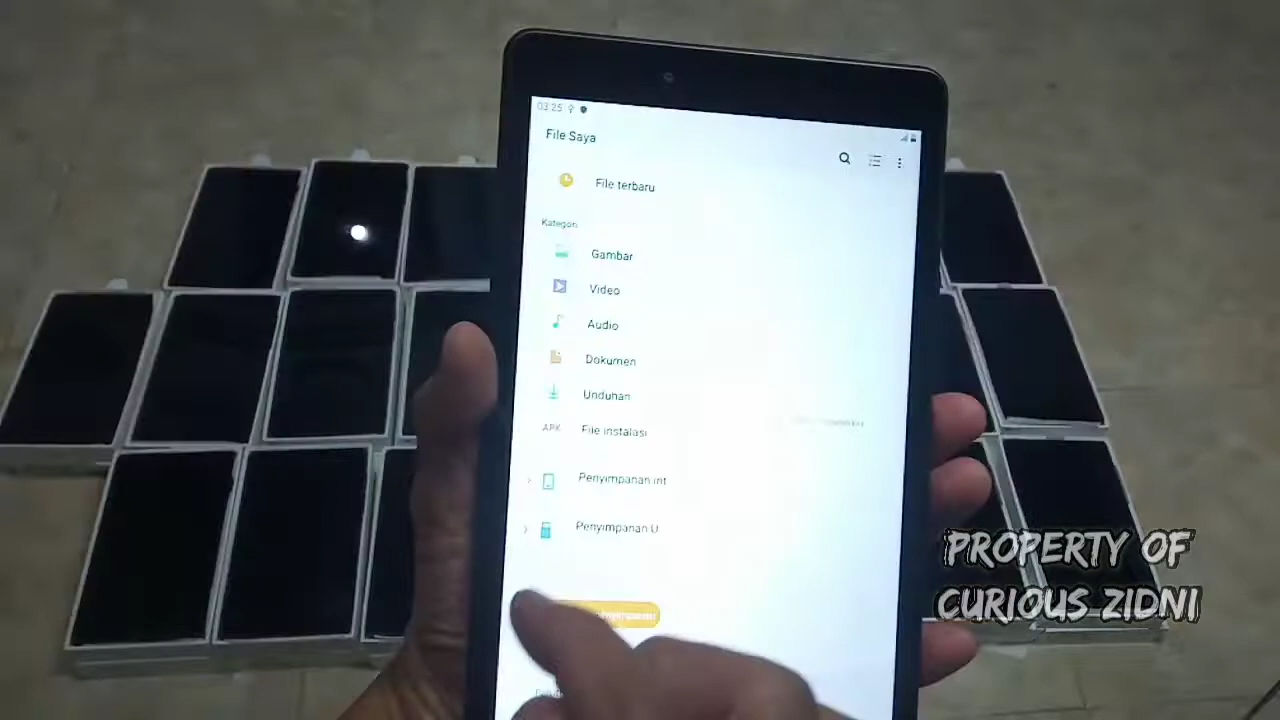 03:25
File Saya
File terbaru
Kategori
Gambar
Video
Audio
Dokumen
Unduhan
APK File instalasi
Penyimpanan int
Penyimpanan U
PROPERTY OF
CURIOUS ZIDNI